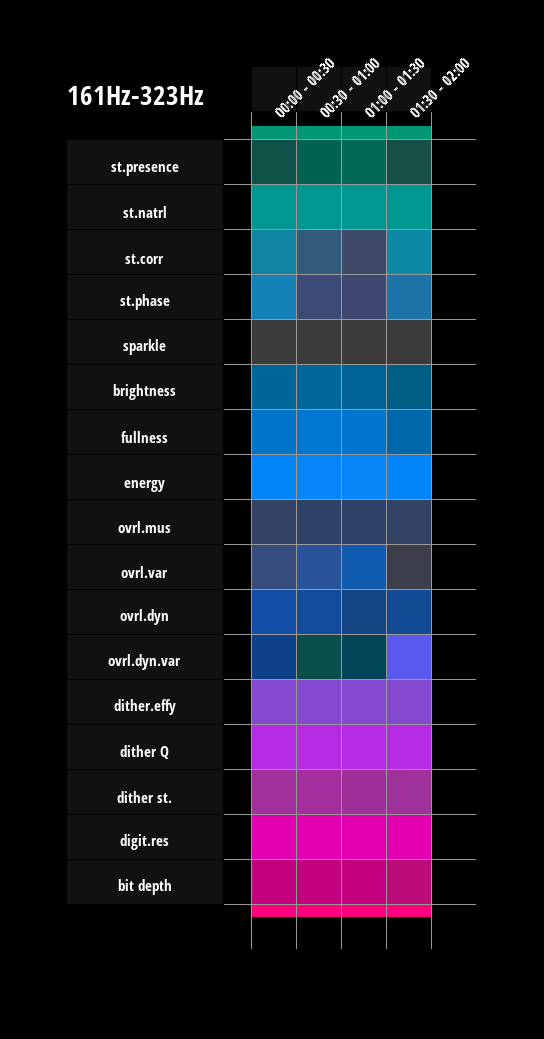 161Hz-323Hz
00:00 - 00:30
00:30 - 01:00
01:00 - 01:30
01:30 - 02:00
st.presence
st.natrl
st.corr
st.phase
sparkle
brightness
fullness
energy
ovrl.mus
ovrl.var
ovrl.dyn
ovrl.dyn.var
dither.effy
dither Q
dither st.
digit.res
bit depth